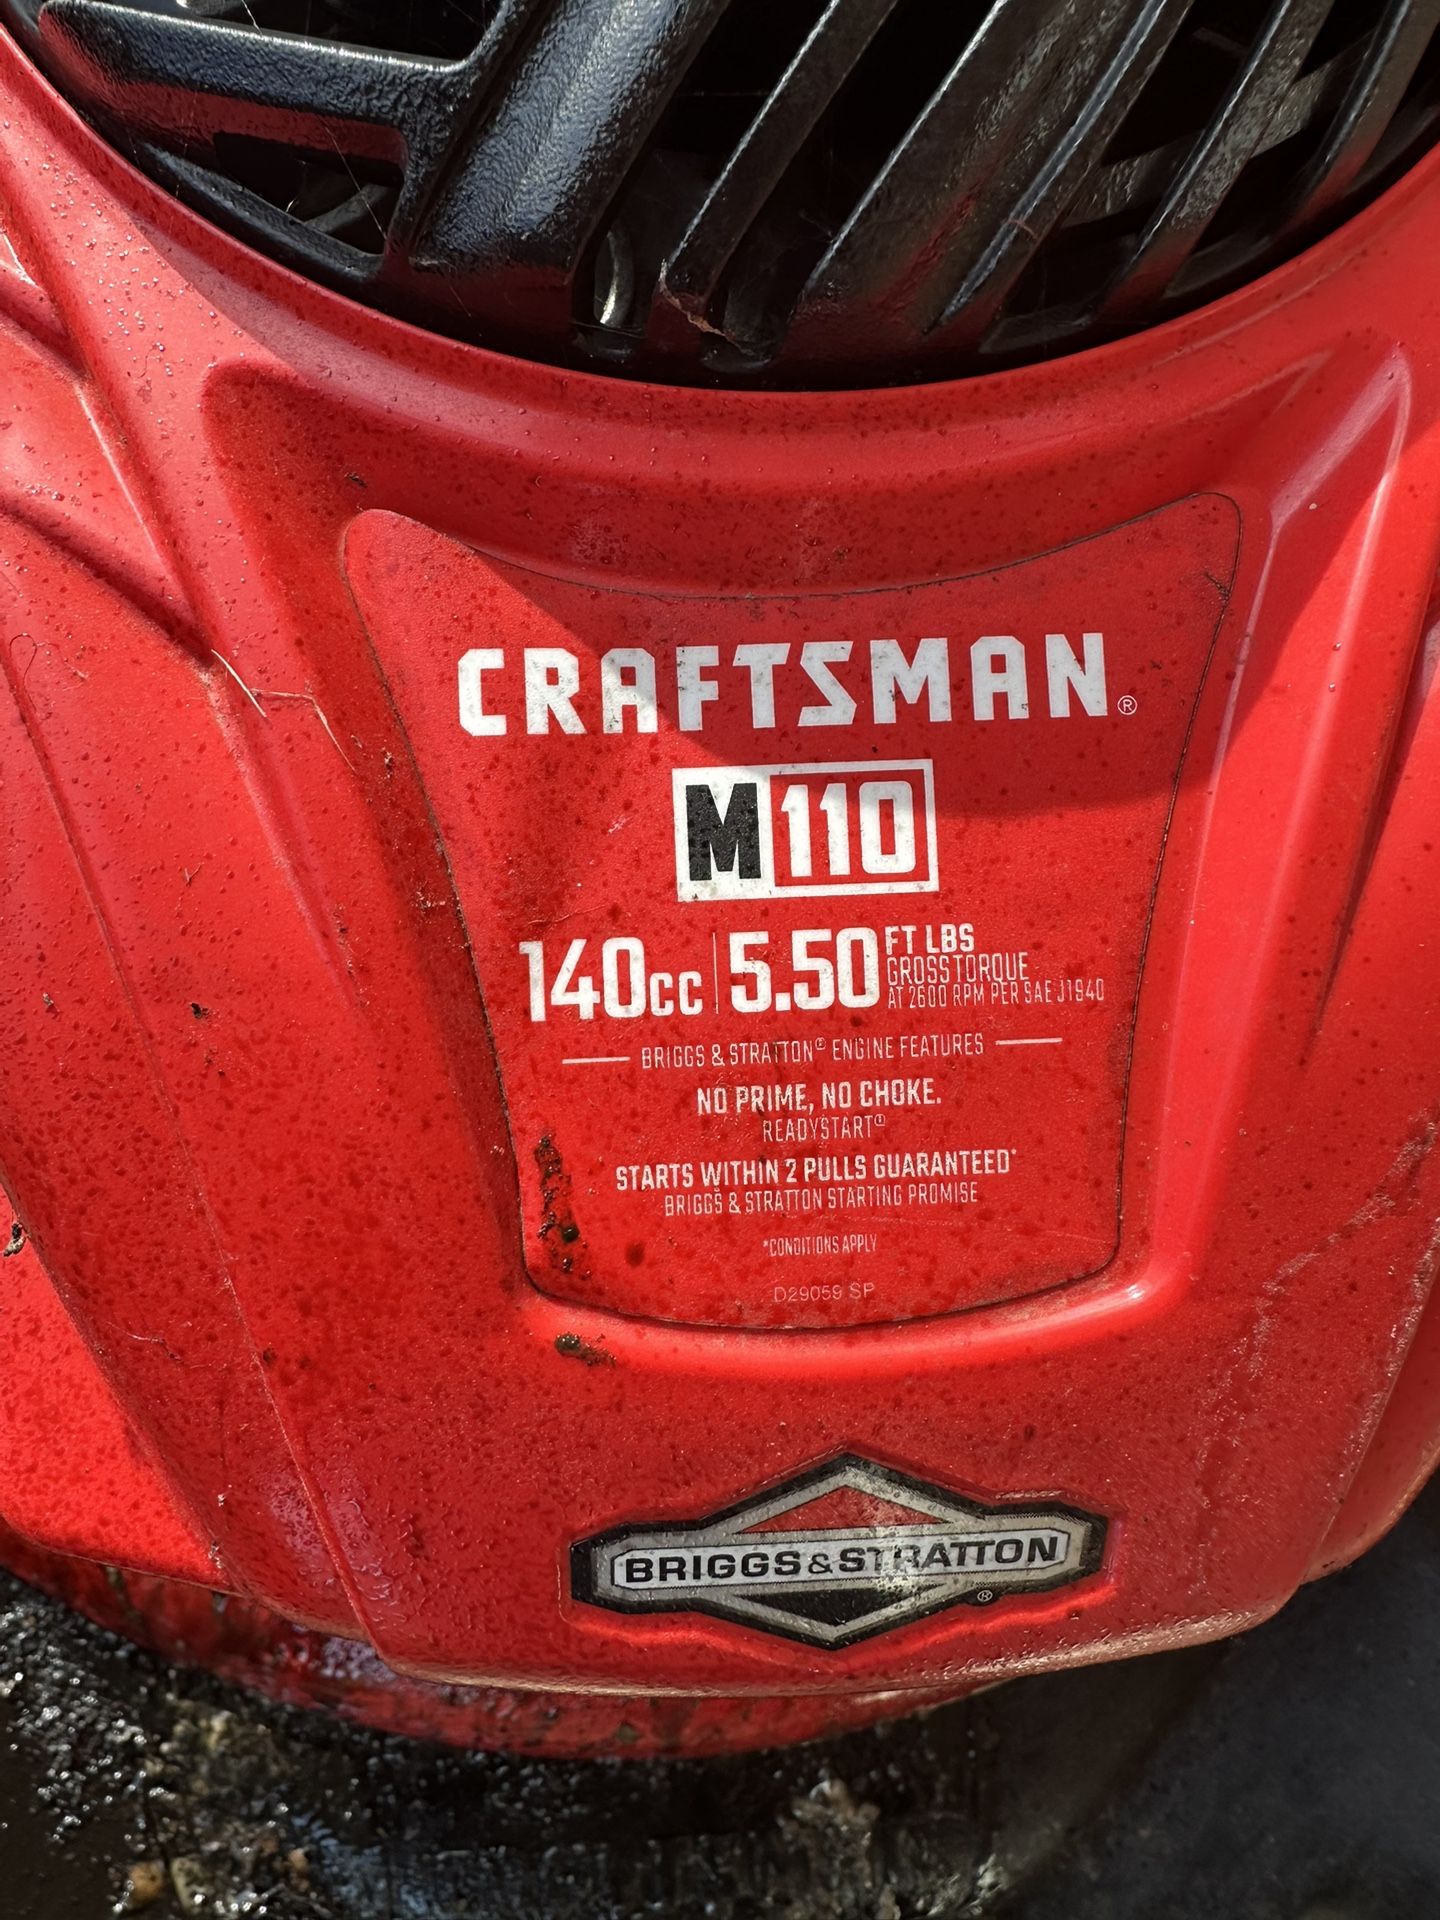 CRAFTSMAN®
M110
140cc | 5.50 FT LBS
GROSS TORQUE
AT 2600 RPM PER SAE J1940
BRIGGS & STRATTON® ENGINE FEATURES
NO PRIME, NO CHOKE.
READYSTART®
STARTS WITHIN 2 PULLS GUARANTEED*
BRIGGS & STRATTON STARTING PROMISE
*CONDITIONS APPLY
D29059 SP
BRIGGS&STRATTON
®